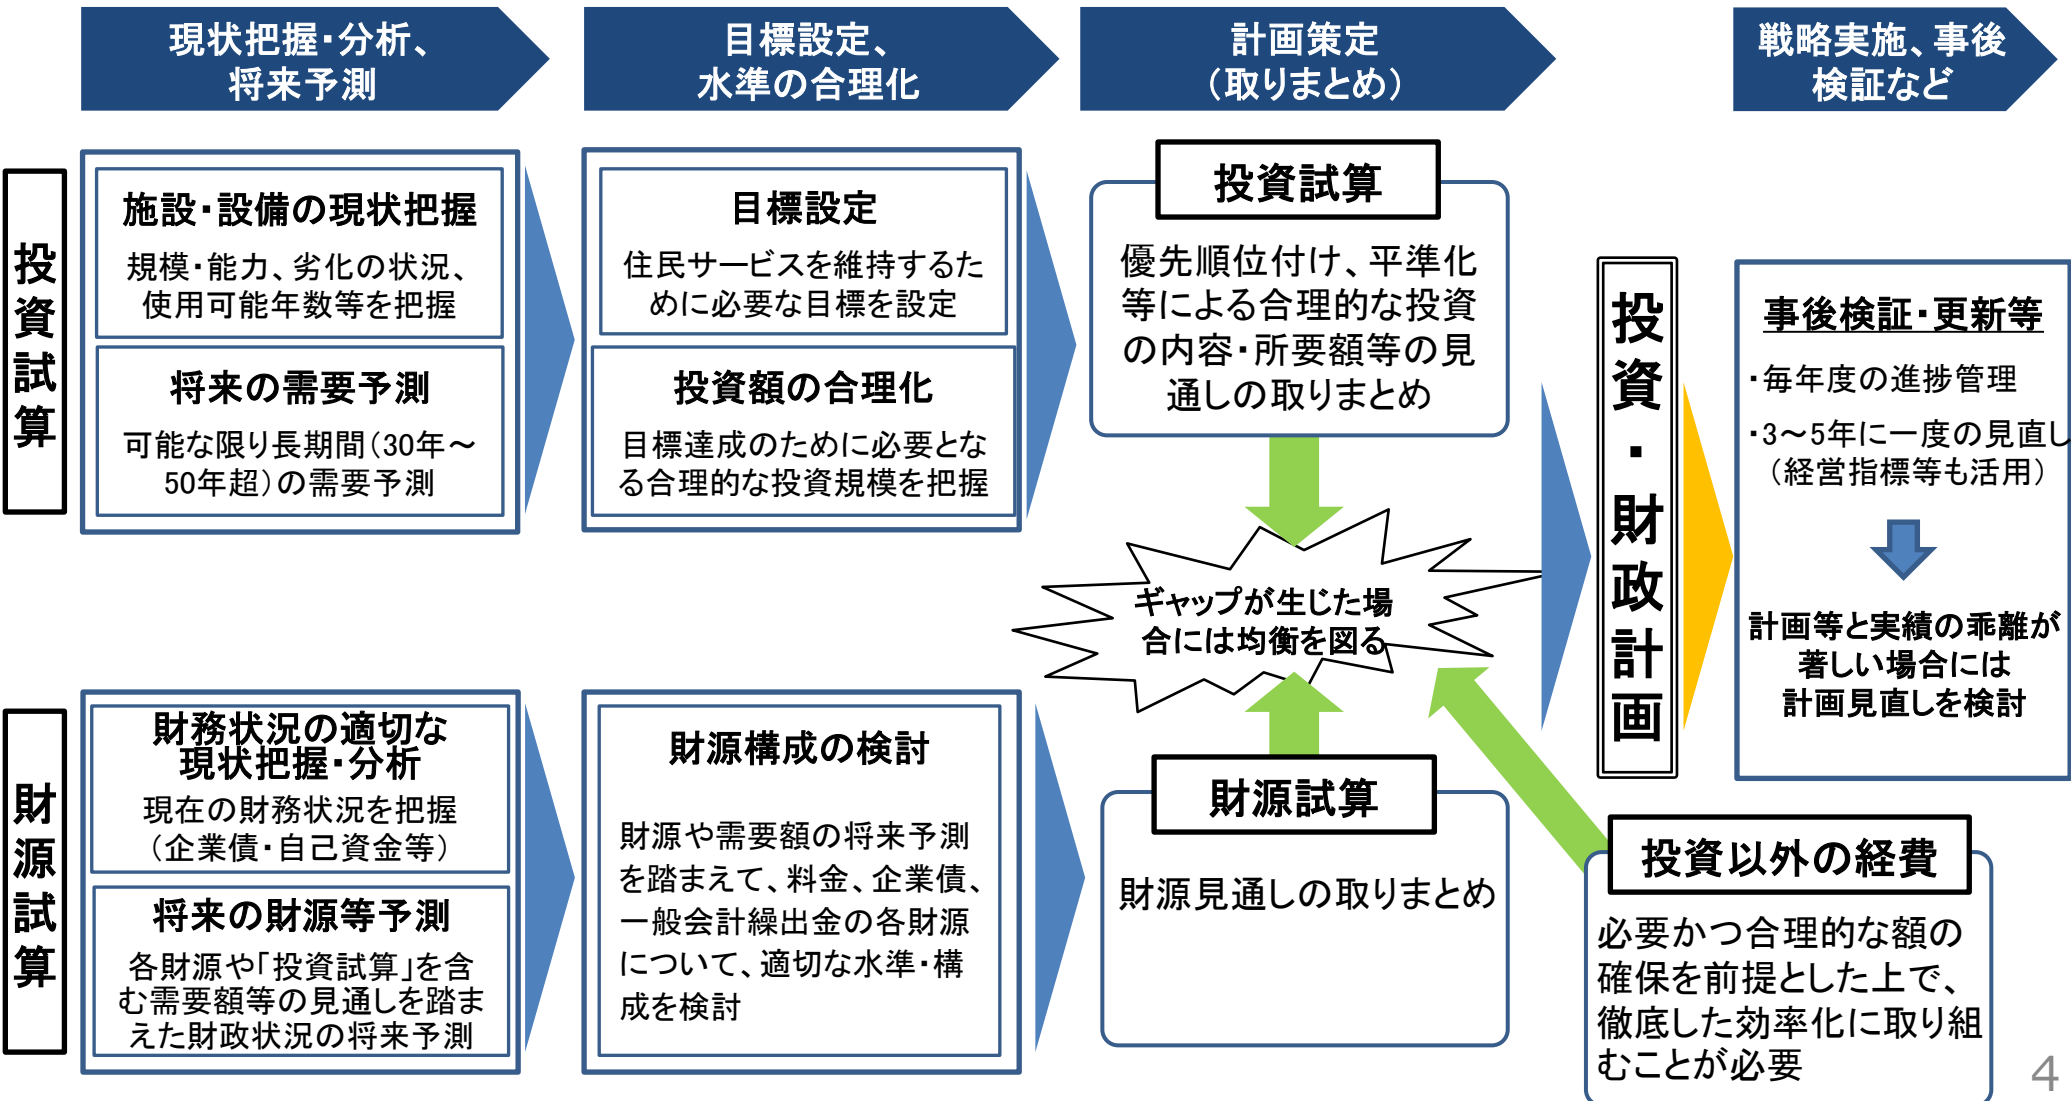 現状把握・分析、
将来予測
目標設定、
水準の合理化
計画策定
（取りまとめ）
戦略実施、事後
検証など
投資試算
施設・設備の現状把握
規模・能力、劣化の状況、
使用可能年数等を把握
将来の需要予測
可能な限り長期間（30年～
50年超）の需要予測
目標設定
住民サービスを維持するた
めに必要な目標を設定
投資額の合理化
目標達成のために必要とな
る合理的な投資規模を把握
投資試算
優先順位付け、平準化
等による合理的な投資
の内容・所要額等の見
通しの取りまとめ
ギャップが生じた場
合には均衡を図る
財源試算
財務状況の適切な
現状把握・分析
現在の財務状況を把握
（企業債・自己資金等）
将来の財源等予測
各財源や「投資試算」を含
む需要額等の見通しを踏ま
えた財政状況の将来予測
財源構成の検討
財源や需要額の将来予測
を踏まえて、料金、企業債、
一般会計繰出金の各財源
について、適切な水準・構
成を検討
財源試算
財源見通しの取りまとめ
投資・財政計画
事後検証・更新等
・毎年度の進捗管理
・3～5年に一度の見直し
（経営指標等も活用）
計画等と実績の乖離が
著しい場合には
計画見直しを検討
投資以外の経費
必要かつ合理的な額の
確保を前提とした上で、
徹底した効率化に取り組
むことが必要
4